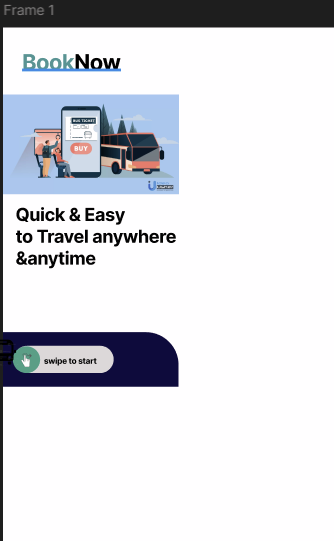 Frame 1
BookNow
BUS TICKET
BUY
Quick & Easy
to Travel anywhere
&anytime
swipe to start